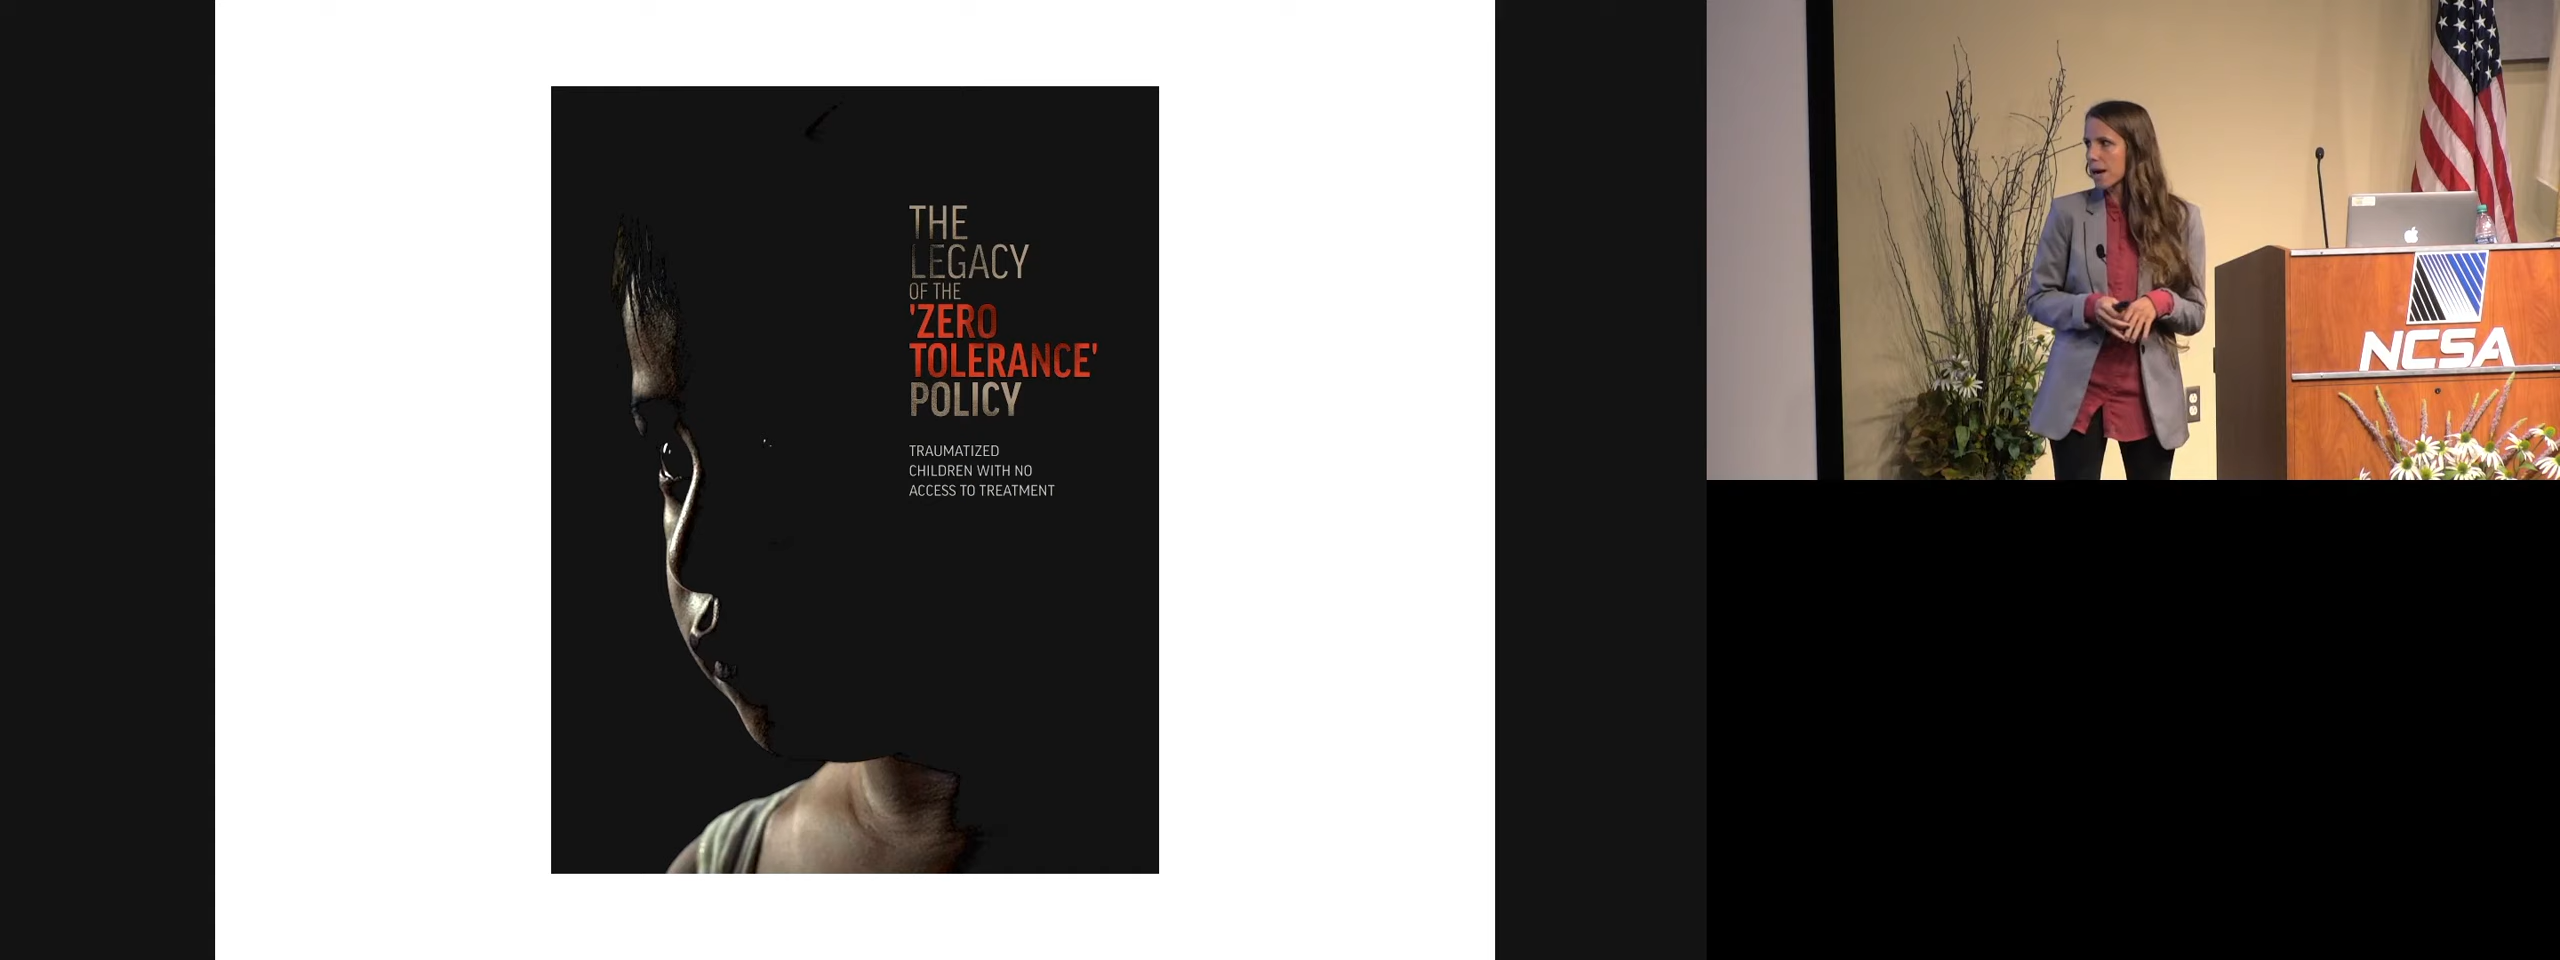 THE
LEGACY
OF THE
'ZERO
TOLERANCE'
POLICY
TRAUMATIZED
CHILDREN WITH NO
ACCESS TO TREATMENT
NCSA